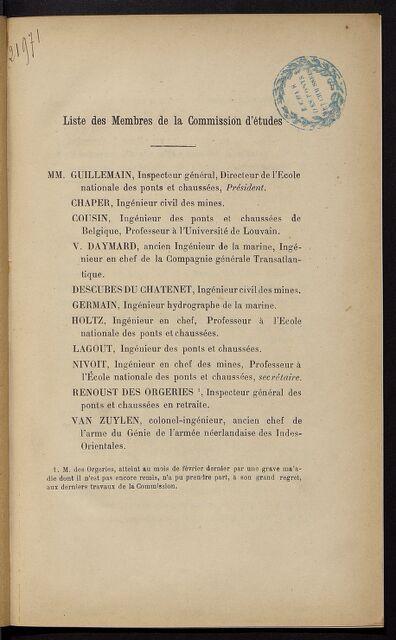 21971
Liste des Membres de la Commission d'études
MM. GUILLEMAIN, Inspecteur général, Directeur de l'Ecole
nationale des ponts et chaussées, Président.
CHAPER, Ingénieur civil des mines.
COUSIN, Ingénieur des ponts et chaussées de
Belgique, Professeur à l'Université de Louvain.
V. DAYMARD, ancien Ingénieur de la marine, Ingé-
nieur en chef de la Compagnie générale Transatlan-
tique.
DESCUBES DU CHATENET, Ingénieur civil des mines.
GERMAIN, Ingénieur hydrographe de la marine.
HOLTZ, Ingénieur en chef, Professeur à l'Ecole
nationale des ponts et chaussées.
LAGOUT, Ingénieur des ponts et chaussées.
NIVOIT, Ingénieur en chef des mines, Professeur à
l'École nationale des ponts et chaussées, secrétaire.
RENOUST DES ORGERIES ¹, Inspecteur général des
ponts et chaussées en retraite.
VAN ZUYLEN, colonel-ingénieur, ancien chef de
l'arme du Génie de l'armée néerlandaise des Indes-
Orientales.
1. M. des Orgeries, atteint au mois de février dernier par une grave mala-
die dont il n'est pas encore remis, n'a pu prendre part, à son grand regret,
aux derniers travaux de la Commission.